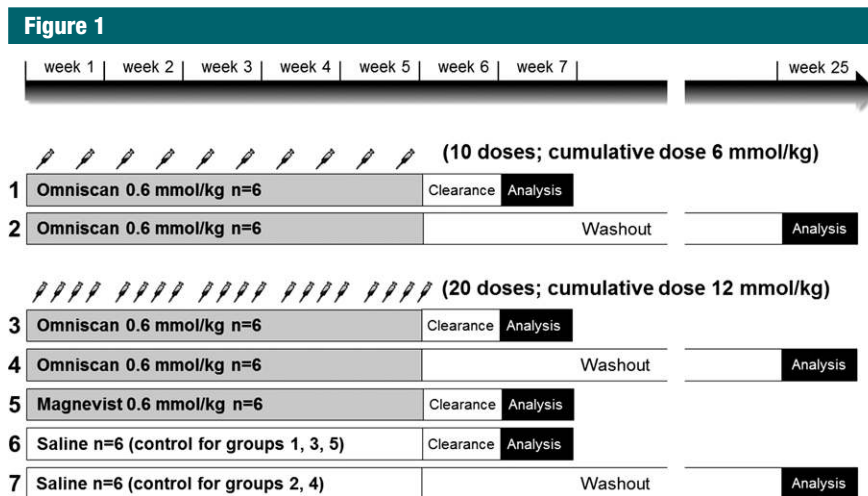 Figure 1
week 1 week 2 week 3 week 4 week 5 week 6 week 7 week 25
(10 doses; cumulative dose 6 mmol/kg)
1 Omniscan 0.6 mmol/kg n=6 Clearance Analysis
2 Omniscan 0.6 mmol/kg n=6 Washout Analysis
(20 doses; cumulative dose 12 mmol/kg)
3 Omniscan 0.6 mmol/kg n=6 Clearance Analysis
4 Omniscan 0.6 mmol/kg n=6 Washout Analysis
5 Magnevist 0.6 mmol/kg n=6 Clearance Analysis
6 Saline n=6 (control for groups 1, 3, 5) Clearance Analysis
7 Saline n=6 (control for groups 2, 4) Washout Analysis